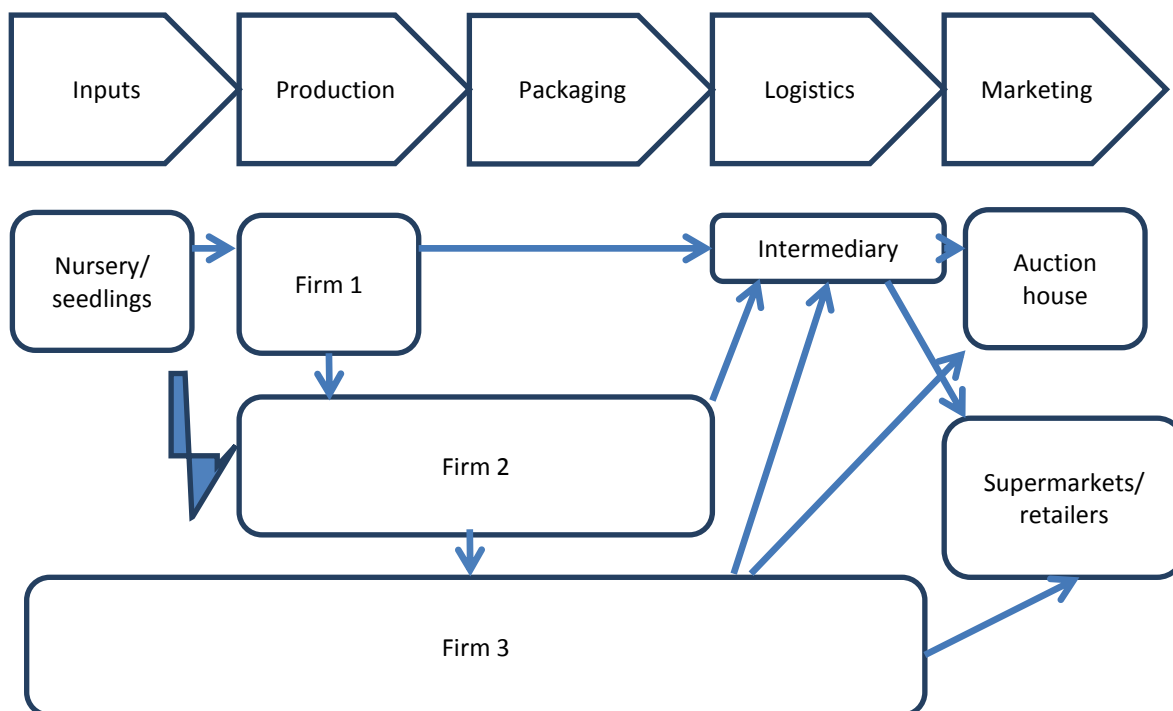 Inputs
Production
Packaging
Logistics
Marketing
Nursery/
seedlings
Firm 1
Intermediary
Auction
house
Firm 2
Supermarkets/
retailers
Firm 3